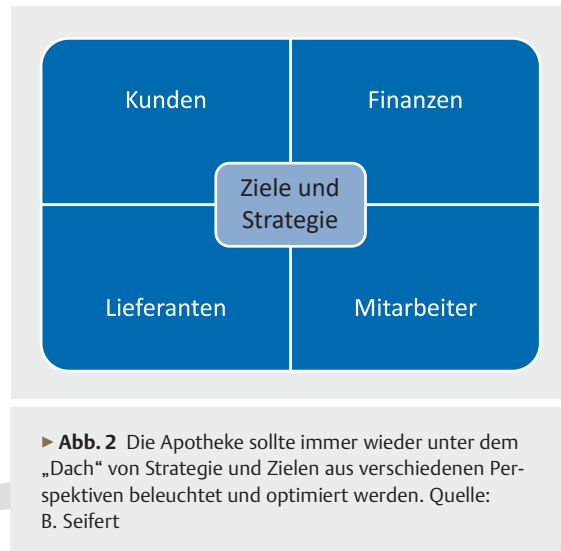 Kunden
Finanzen
Ziele und
Strategie
Lieferanten
Mitarbeiter
▶ Abb. 2 Die Apotheke sollte immer wieder unter dem
„Dach“ von Strategie und Zielen aus verschiedenen Per-
spektiven beleuchtet und optimiert werden. Quelle:
B. Seifert